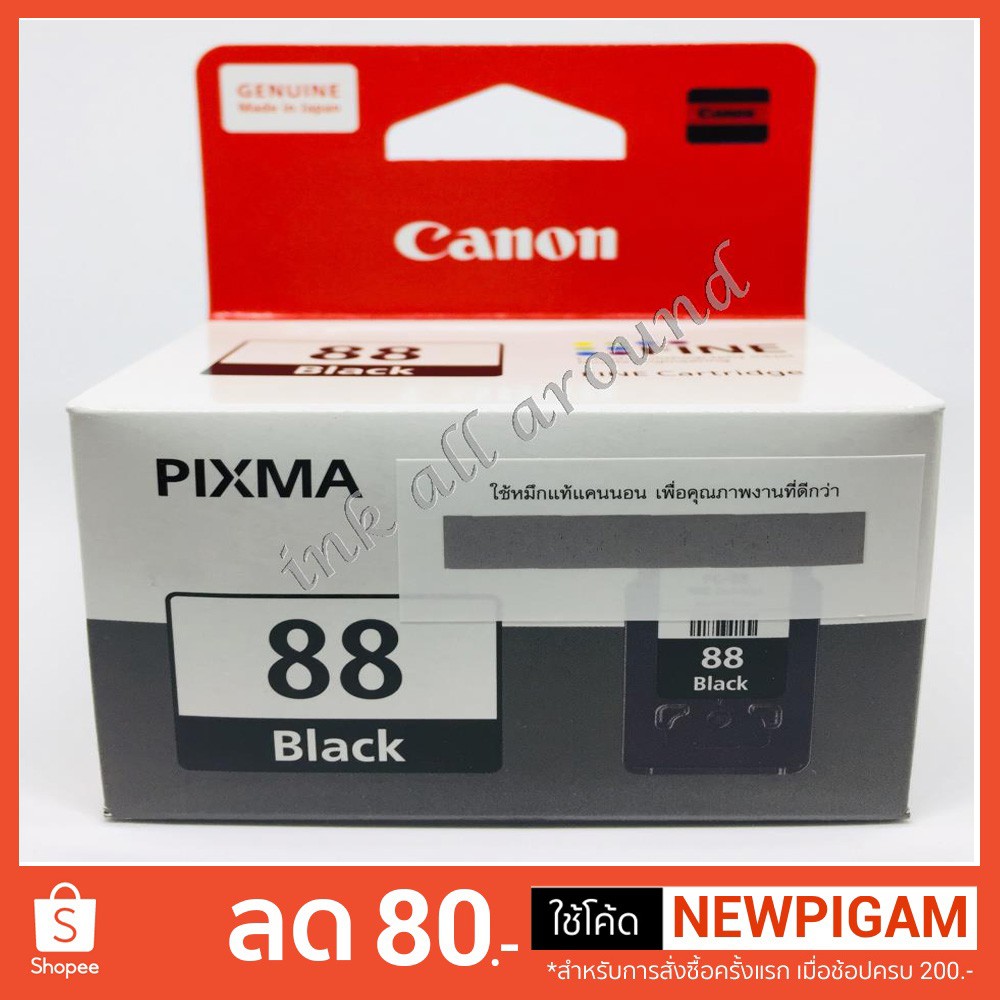 GENUINE
Made in Japan
Canon
Canon
88
Black
FINE
FINE Cartridge
ink all around
PIXMA
ใช้หมึกแท้แคนนอน เพื่อคุณภาพงานที่ดีกว่า
88
Black
88
Black
S
Shopee
ลด 80.-
ใช้โค้ด NEWPIGAM
*สำหรับการสั่งซื้อครั้งแรก เมื่อช้อปครบ 200.-